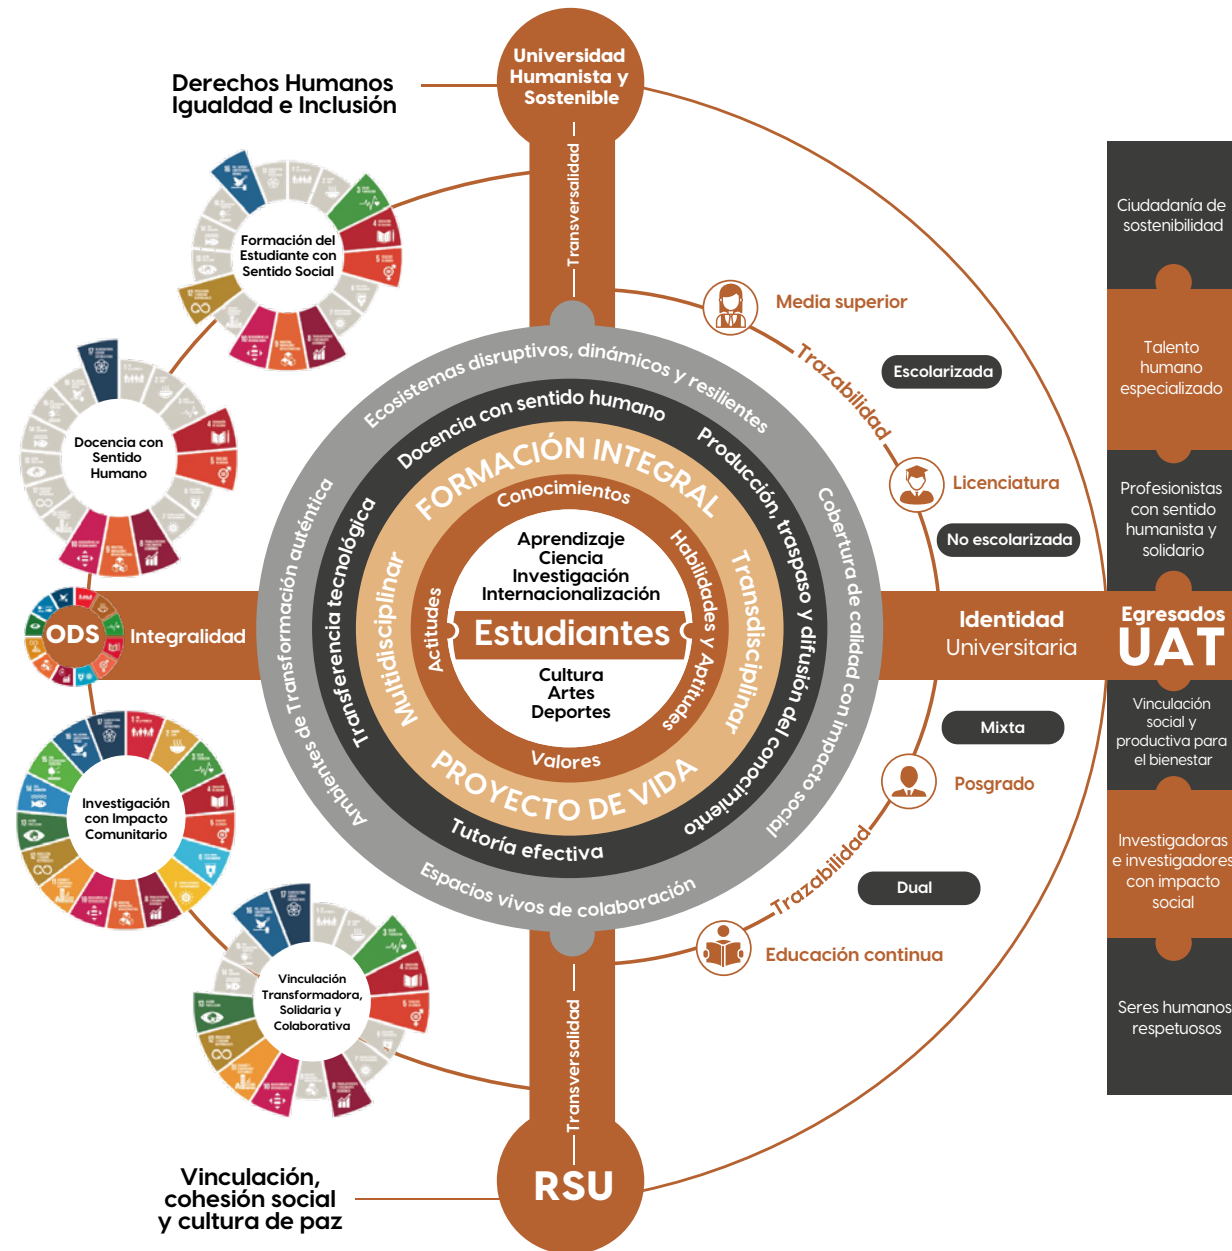 Universidad
Humanista y
Sostenible
Derechos Humanos
Igualdad e Inclusión
Transversalidad
Formación del
Estudiante con
Sentido Social
Docencia con
Sentido
Humano
ODS
Integralidad
Investigación
con Impacto
Comunitario
Vinculación
Transformadora,
Solidaria y
Colaborativa
Vinculación,
cohesión social
y cultura de paz
Ecosistemas disruptivos, dinámicos y resilientes
Cobertura de calidad con impacto social
Espacios vivos de colaboración
Ambientes de Transformación auténtica
Docencia con sentido humano
Producción, traspaso y difusión del conocimiento
Tutoría efectiva
Transferencia tecnológica
FORMACIÓN INTEGRAL
Transdisciplinar
PROYECTO DE VIDA
Multidisciplinar
Conocimientos
Habilidades y Aptitudes
Valores
Actitudes
Aprendizaje
Ciencia
Investigación
Internacionalización
Estudiantes
Cultura
Artes
Deportes
Transversalidad
RSU
Media superior
Trazabilidad
Escolarizada
Licenciatura
No escolarizada
Identidad
Universitaria
Mixta
Posgrado
Trazabilidad
Dual
Educación continua
Ciudadanía de
sostenibilidad
Talento
humano
especializado
Profesionistas
con sentido
humanista y
solidario
Egresados
UAT
Vinculación
social y
productiva para
el bienestar
Investigadoras
e investigadores
con impacto
social
Seres humanos
respetuosos